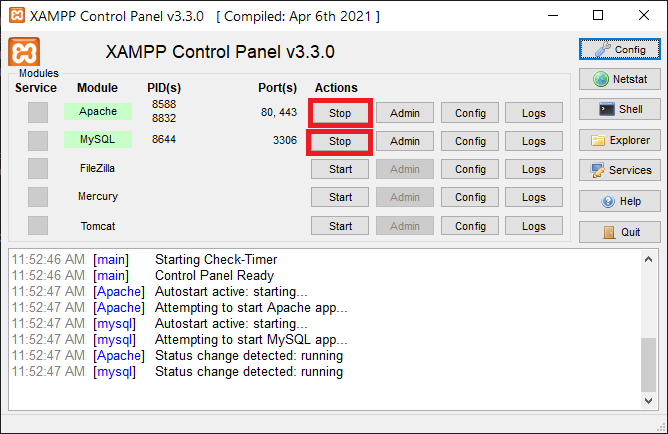 XAMPP Control Panel v3.3.0 [ Compiled: Apr 6th 2021 ]
XAMPP Control Panel v3.3.0
Config
Modules
Service Module PID(s) Port(s) Actions
Netstat
Apache 8588 8832 80, 443 Stop Admin Config Logs
Shell
MySQL 8644 3306 Stop Admin Config Logs
Explorer
FileZilla Start Admin Config Logs
Services
Mercury Start Admin Config Logs
Help
Tomcat Start Admin Config Logs
Quit
11:52:46 AM [main] Starting Check-Timer
11:52:46 AM [main] Control Panel Ready
11:52:47 AM [Apache] Autostart active: starting...
11:52:47 AM [Apache] Attempting to start Apache app...
11:52:47 AM [mysql] Autostart active: starting...
11:52:47 AM [mysql] Attempting to start MySQL app...
11:52:47 AM [Apache] Status change detected: running
11:52:47 AM [mysql] Status change detected: running